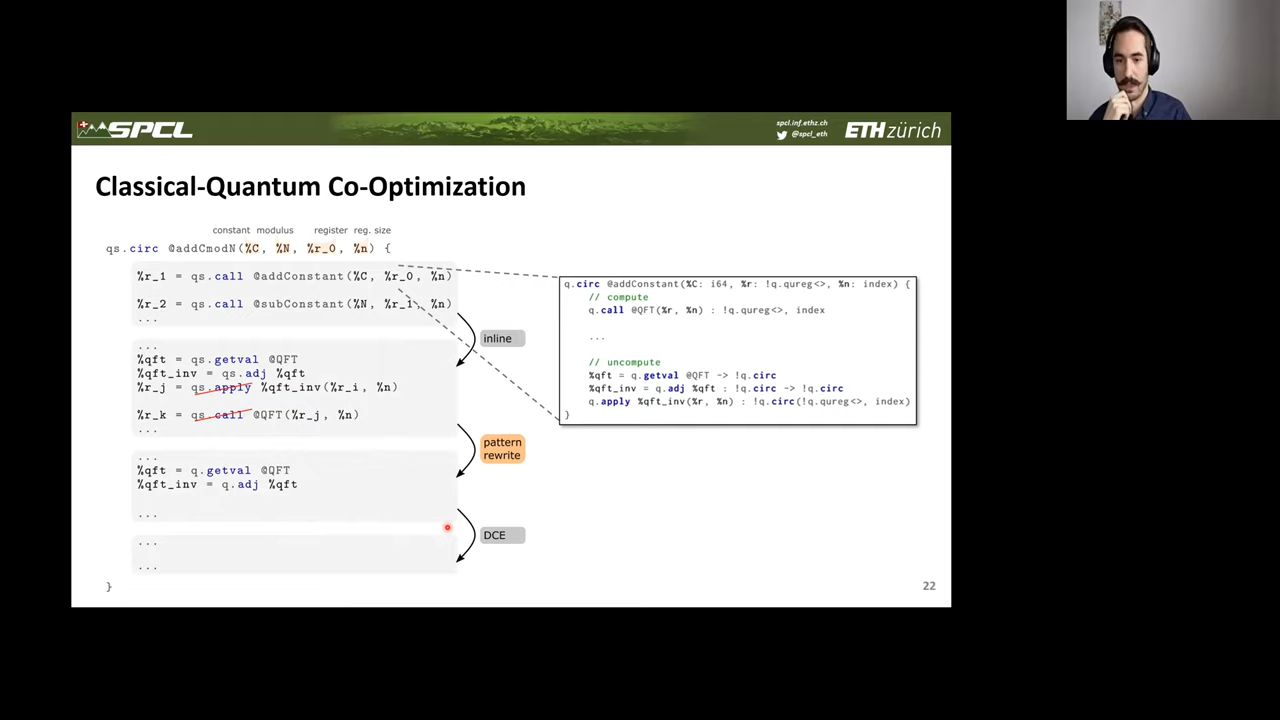 SPCL
spcl.inf.ethz.ch
@spcl_eth
ETH zürich
Classical-Quantum Co-Optimization
constant modulus register reg. size
qs.circ @addCmodN(%C, %N, %r_0, %n) {
%r_1 = qs.call @addConstant(%C, %r_0, %n)
%r_2 = qs.call @subConstant(%N, %r_1, %n)
...
inline
...
%qft = qs.getval @QFT
%qft_inv = qs.adj %qft
%r_j = qs.apply %qft_inv(%r_i, %n)
%r_k = qs.call @QFT(%r_j, %n)
...
pattern
rewrite
...
%qft = q.getval @QFT
%qft_inv = q.adj %qft
...
DCE
...
...
}
q.circ @addConstant(%C: i64, %r: !q.qureg<>, %n: index) {
// compute
q.call @QFT(%r, %n) : !q.qureg<>, index
...
// uncompute
%qft = q.getval @QFT -> !q.circ
%qft_inv = q.adj %qft : !q.circ -> !q.circ
q.apply %qft_inv(%r, %n) : !q.circ(!q.qureg<>, index)
}
22